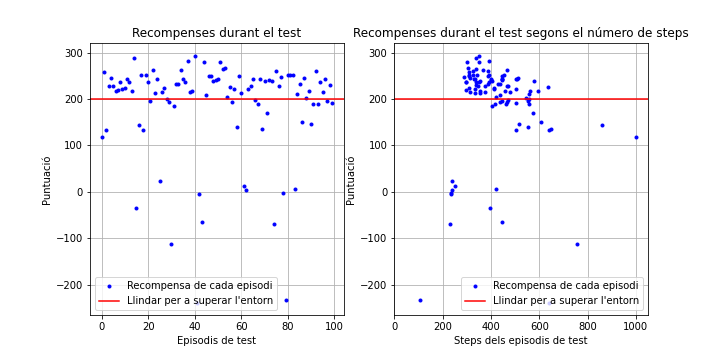 Recompenses durant el test
300
200
100
0
−100
−200
Puntuació
0
20
40
60
80
100
Episodis de test
Recompensa de cada episodi
Llindar per a superar l'entorn
Recompenses durant el test segons el número de steps
300
200
100
0
−100
−200
Puntuació
0
200
400
600
800
1000
Steps dels episodis de test
Recompensa de cada episodi
Llindar per a superar l'entorn